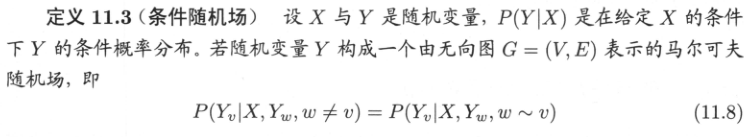 定义 11.3（条件随机场） 设 X 与 Y 是随机变量，P(Y|X) 是在给定 X 的条件
下 Y 的条件概率分布。若随机变量 Y 构成一个由无向图 G = (V, E) 表示的马尔可夫
随机场，即
P(Y_v|X, Y_w, w ≠ v) = P(Y_v|X, Y_w, w ∼ v) (11.8)